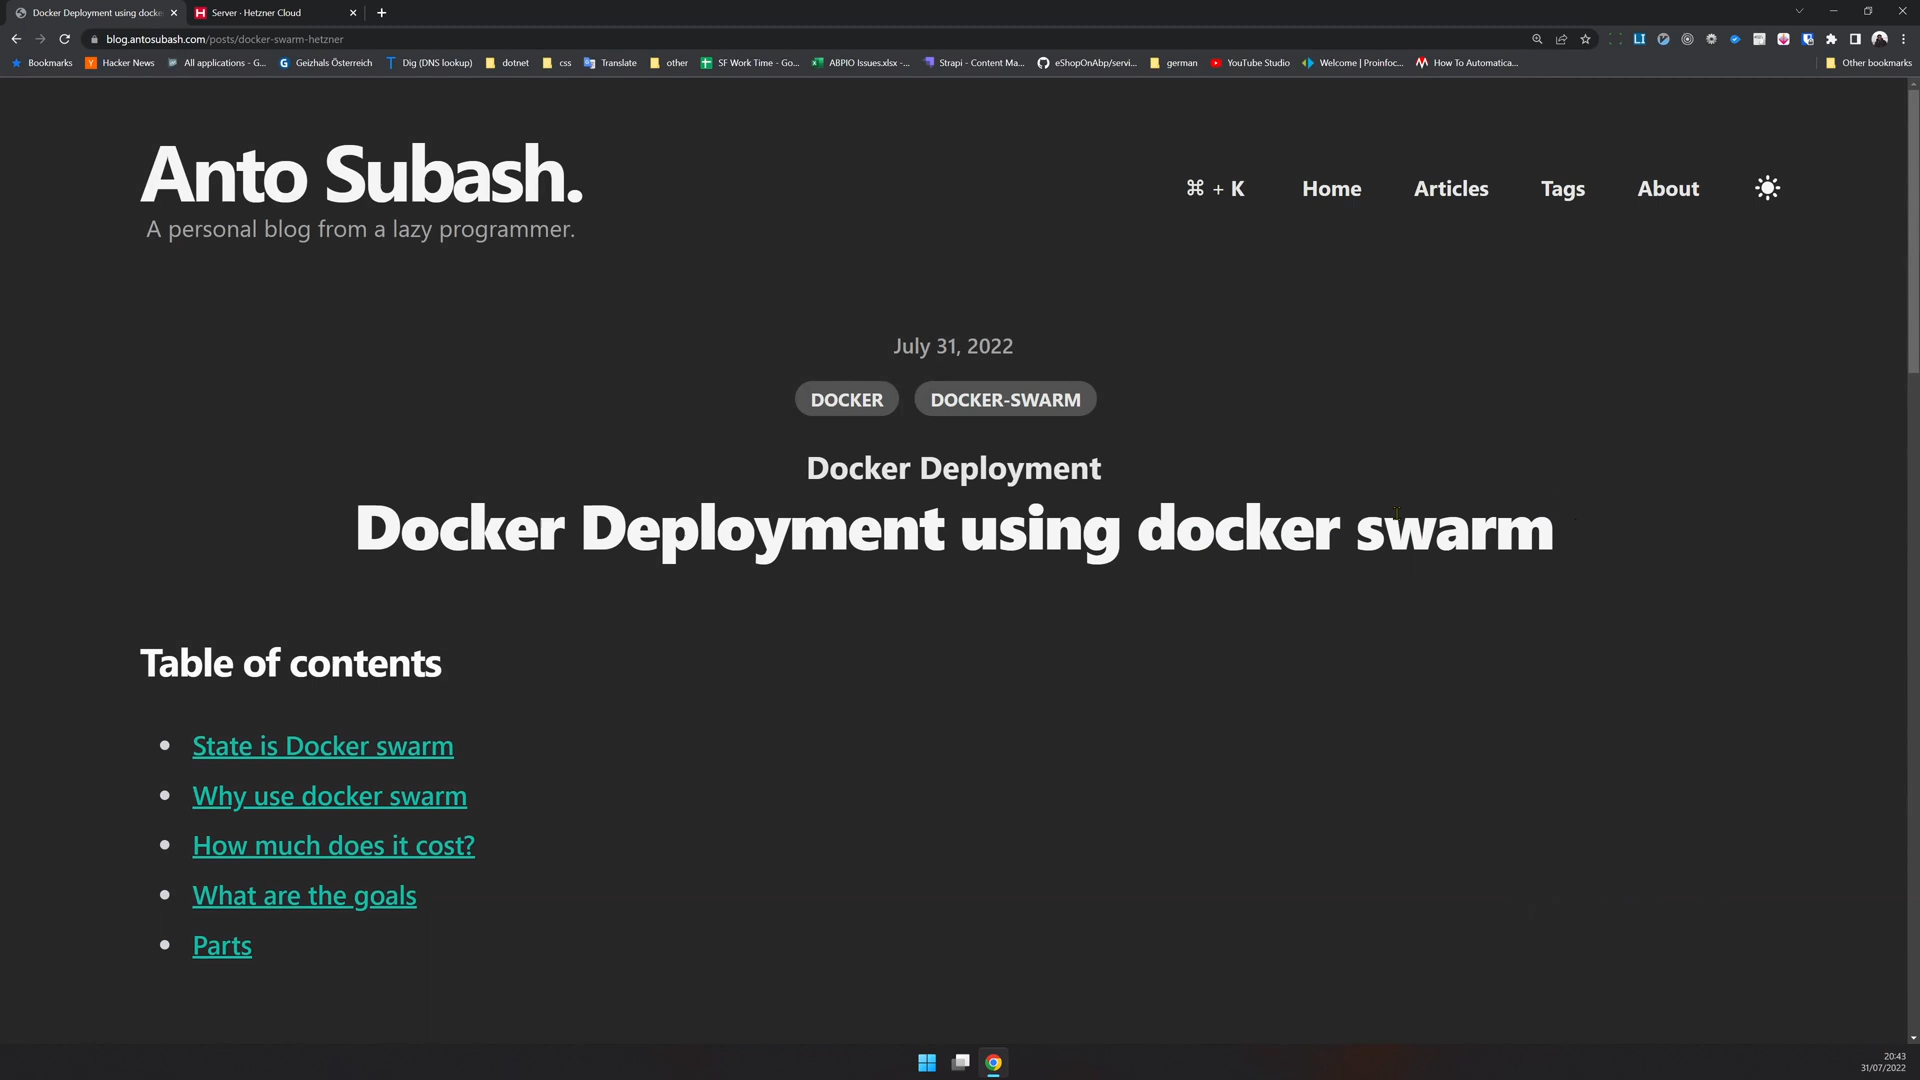 Docker Deployment using docke
Server · Hetzner Cloud
blog.antosubash.com/posts/docker-swarm-hetzner
Bookmarks
Hacker News
All applications - G...
Geizhals Österreich
Dig (DNS lookup)
dotnet
css
Translate
other
SF Work Time - Go...
ABPIO Issues.xlsx -...
Strapi - Content Ma...
eShopOnAbp/servi...
german
YouTube Studio
Welcome | Proinfoc...
How To Automatica...
Other bookmarks
Anto Subash.
A personal blog from a lazy programmer.
⌘ + K
Home
Articles
Tags
About
July 31, 2022
DOCKER
DOCKER-SWARM
Docker Deployment
Docker Deployment using docker swarm
Table of contents
• State is Docker swarm
• Why use docker swarm
• How much does it cost?
• What are the goals
• Parts
20:43
31/07/2022